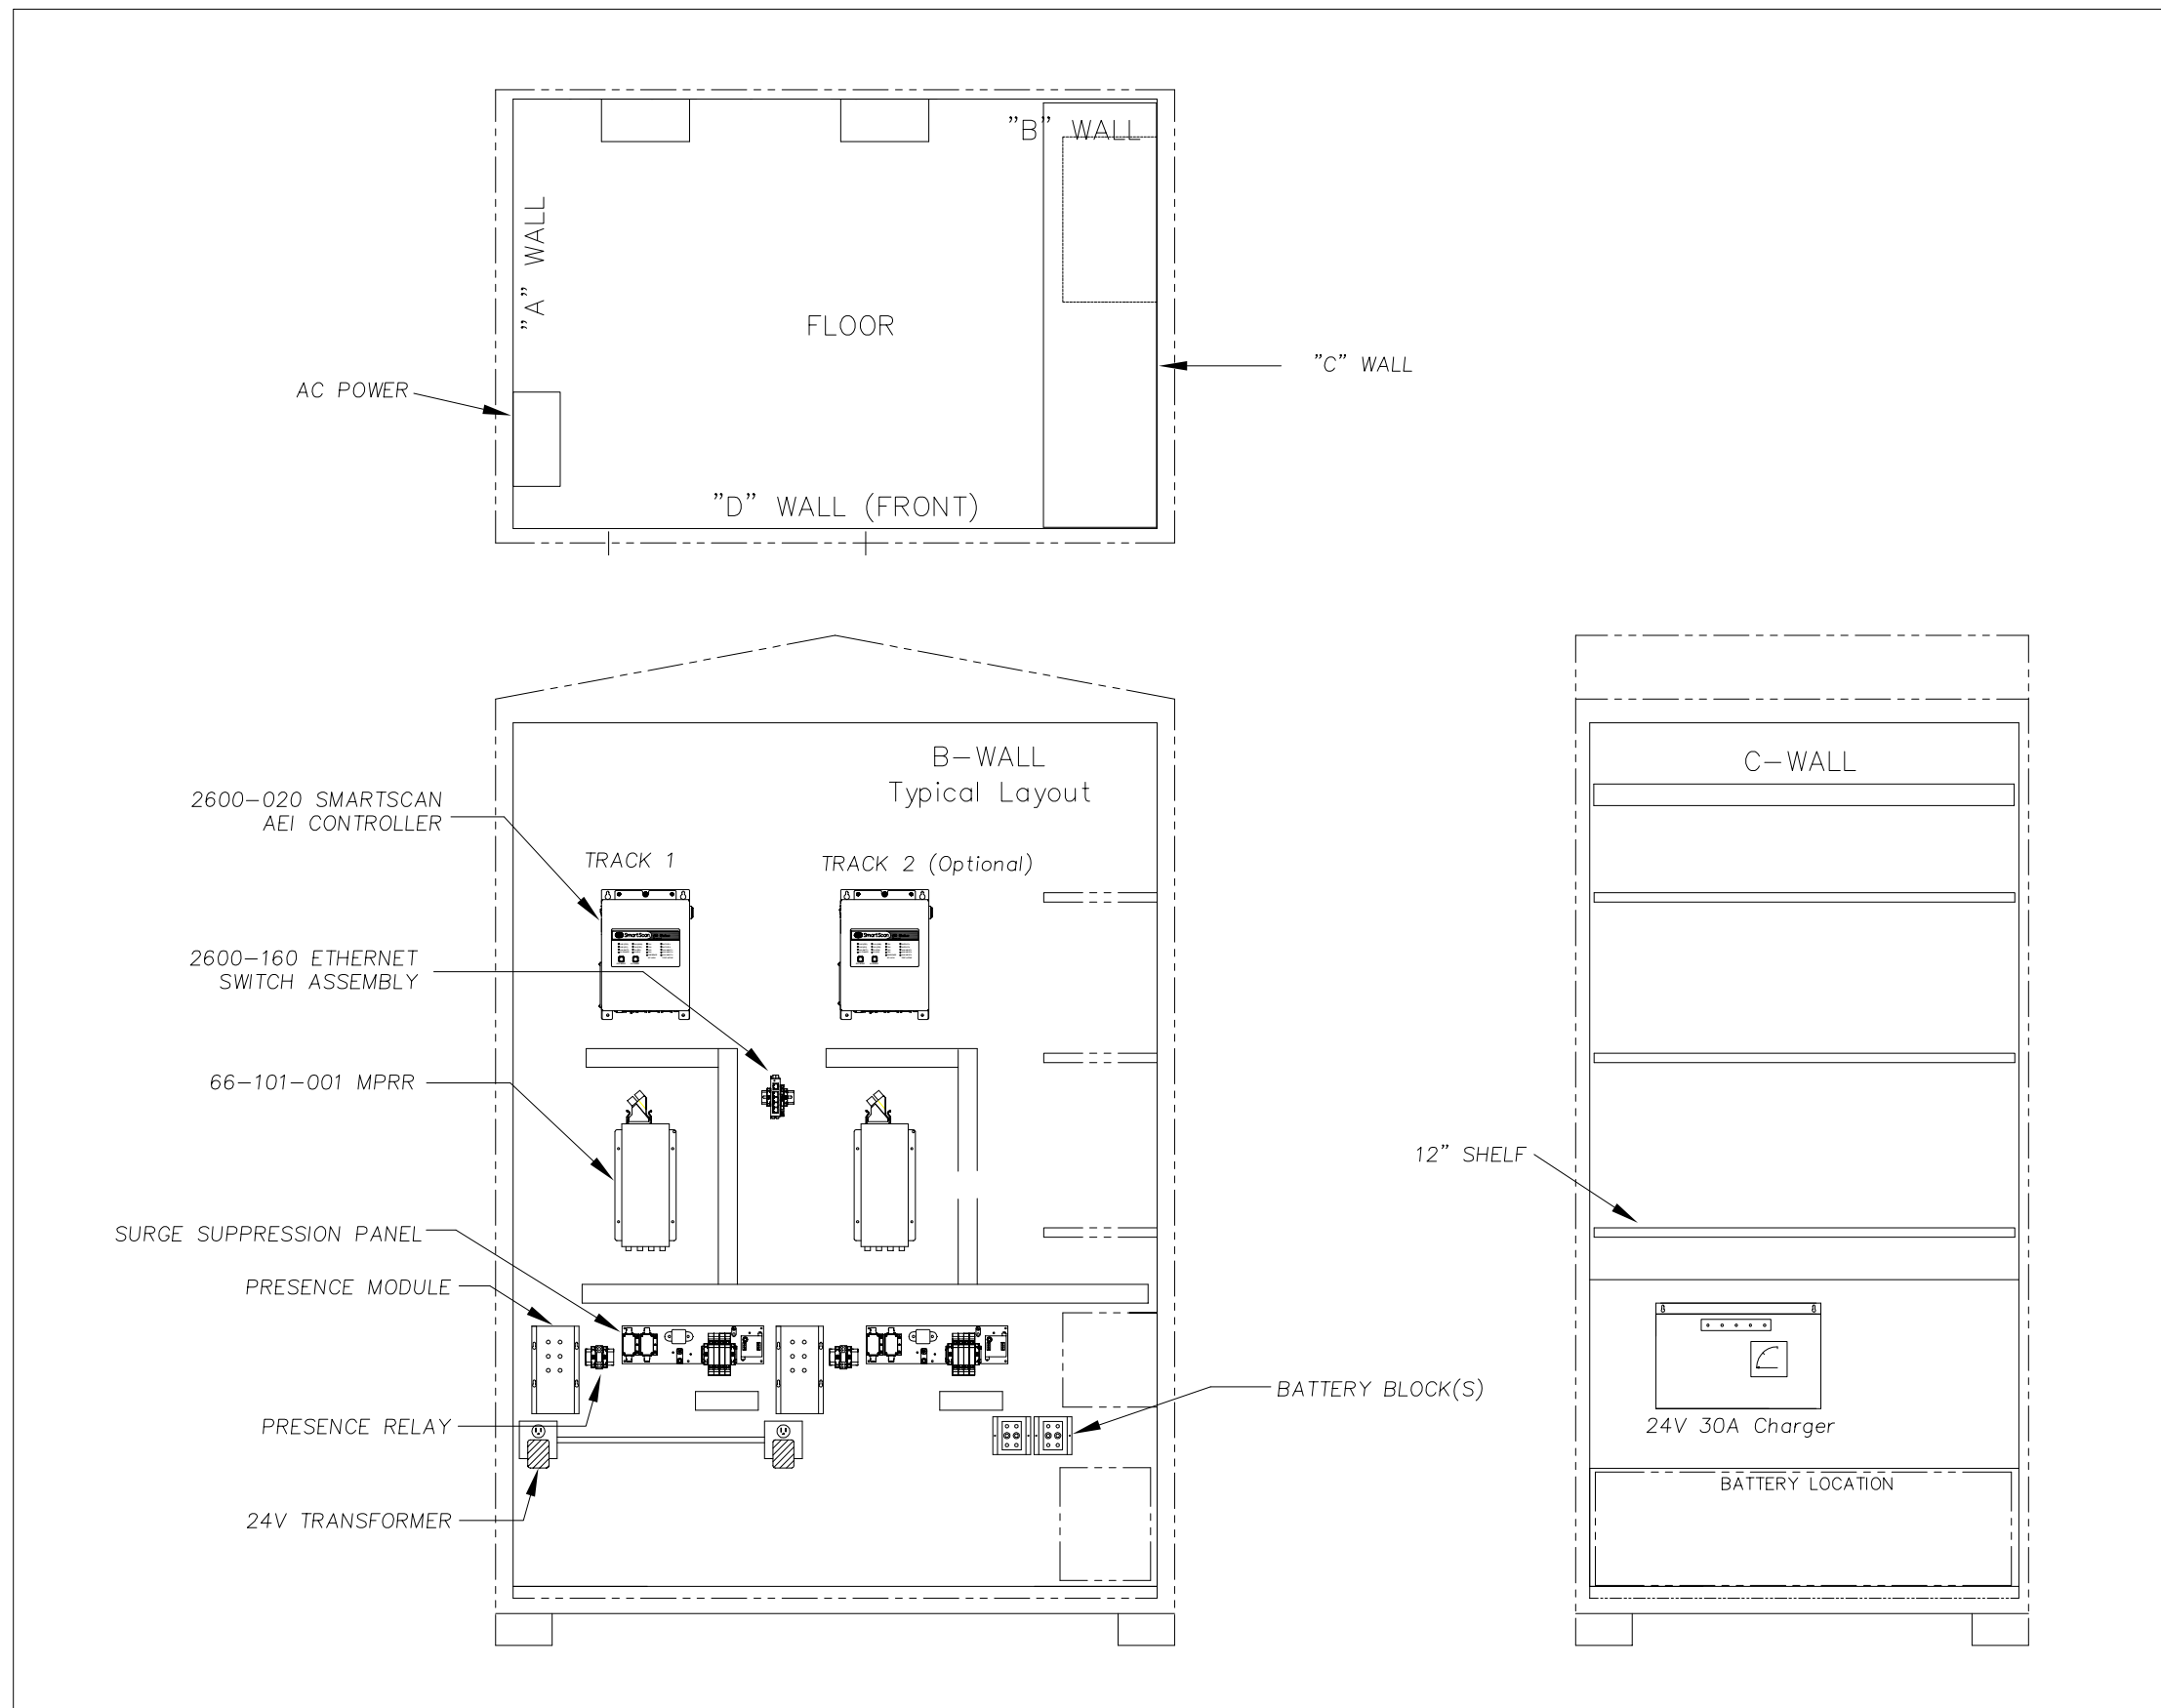 "B" WALL
"A" WALL
FLOOR
"C" WALL
AC POWER
"D" WALL (FRONT)
B-WALL
Typical Layout
C-WALL
2600-020 SMARTSCAN
AEI CONTROLLER
TRACK 1
TRACK 2 (Optional)
SmartScan
SmartScan
2600-160 ETHERNET
SWITCH ASSEMBLY
66-101-001 MPRR
12" SHELF
SURGE SUPPRESSION PANEL
PRESENCE MODULE
BATTERY BLOCK(S)
PRESENCE RELAY
24V 30A Charger
BATTERY LOCATION
24V TRANSFORMER